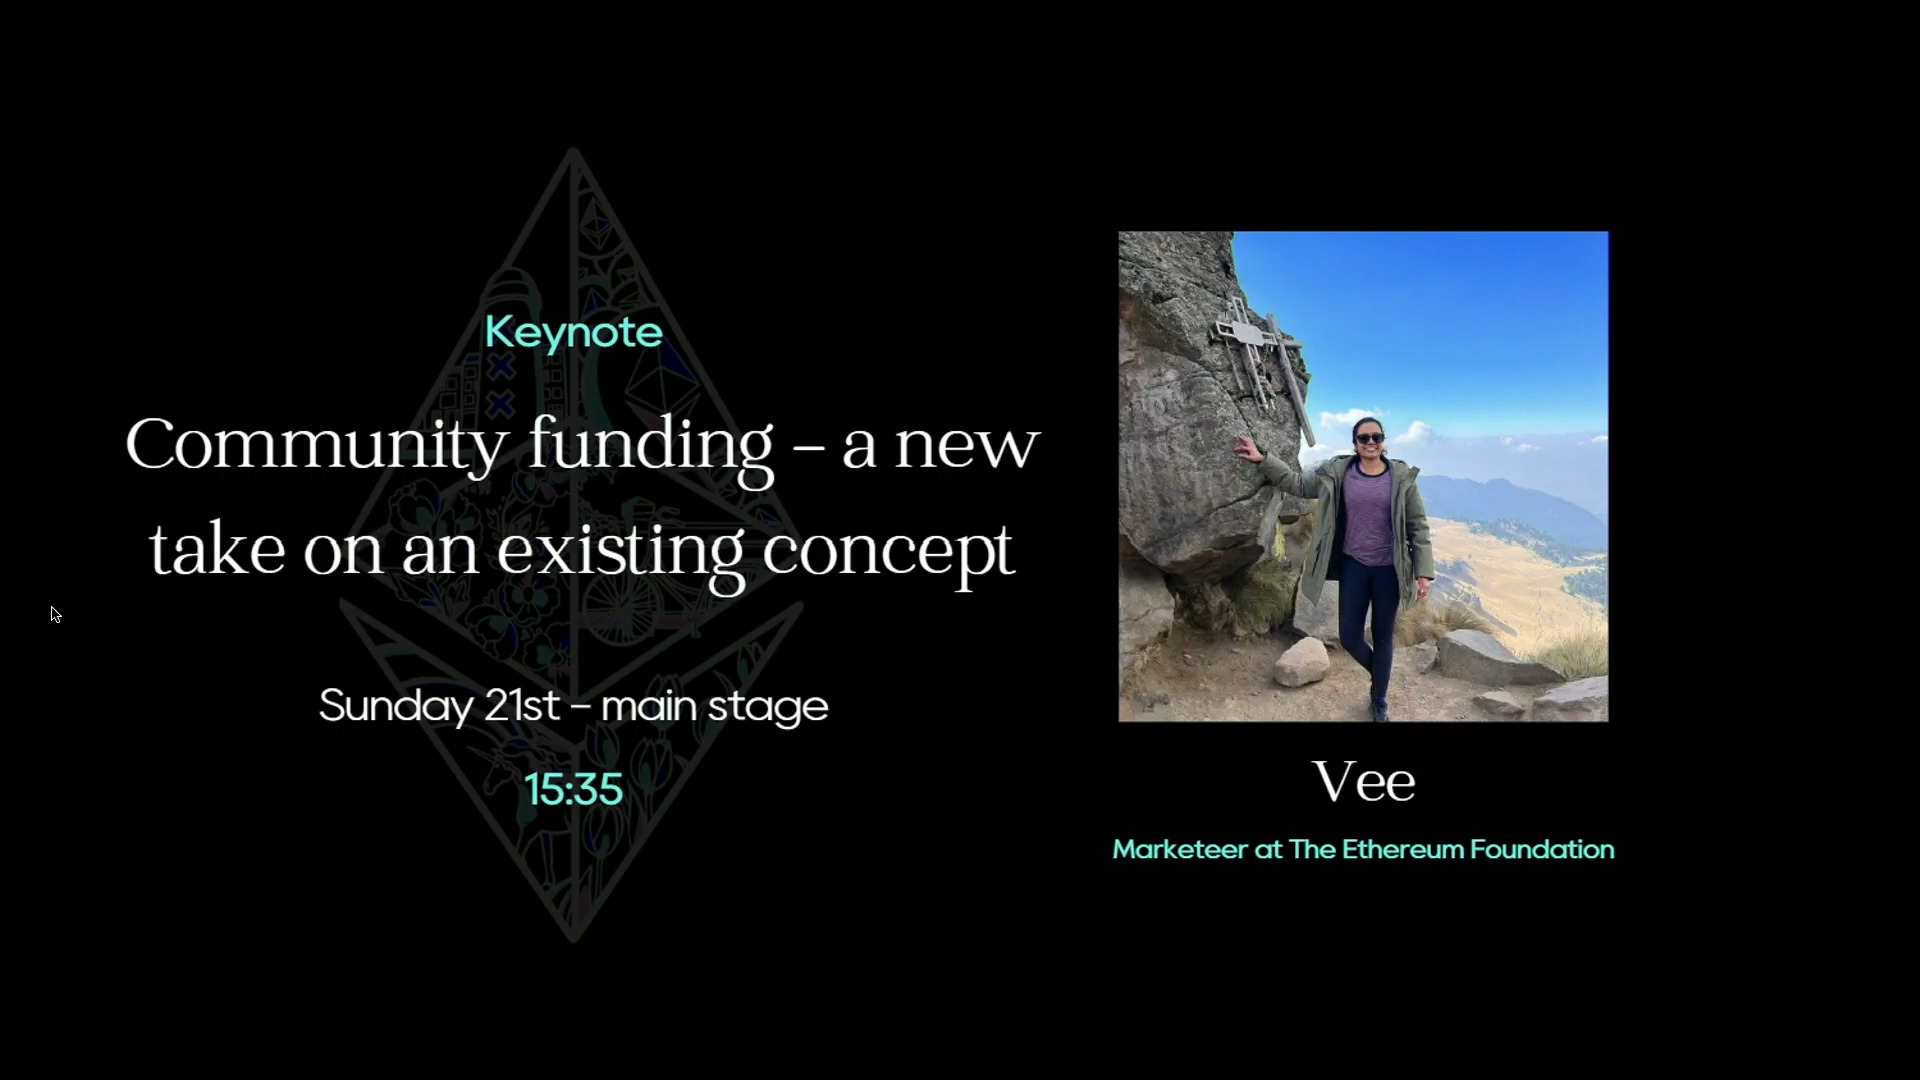 Keynote
Community funding – a new
take on an existing concept
Sunday 21st – main stage
15:35
Vee
Marketeer at The Ethereum Foundation